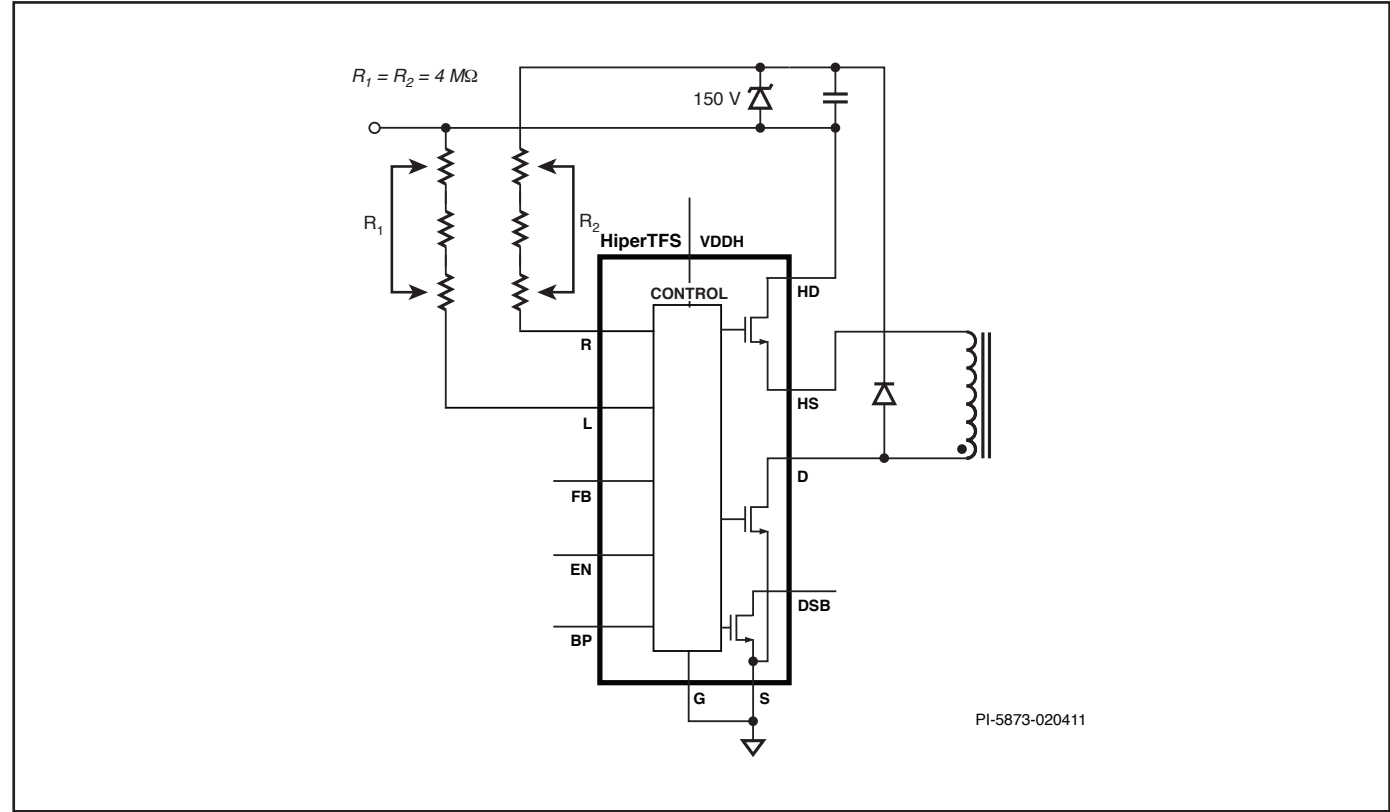 R1 = R2 = 4 MΩ
150 V
R1
R2
HiperTFS
VDDH
CONTROL
HD
R
HS
L
D
FB
EN
DSB
BP
G
S
PI-5873-020411